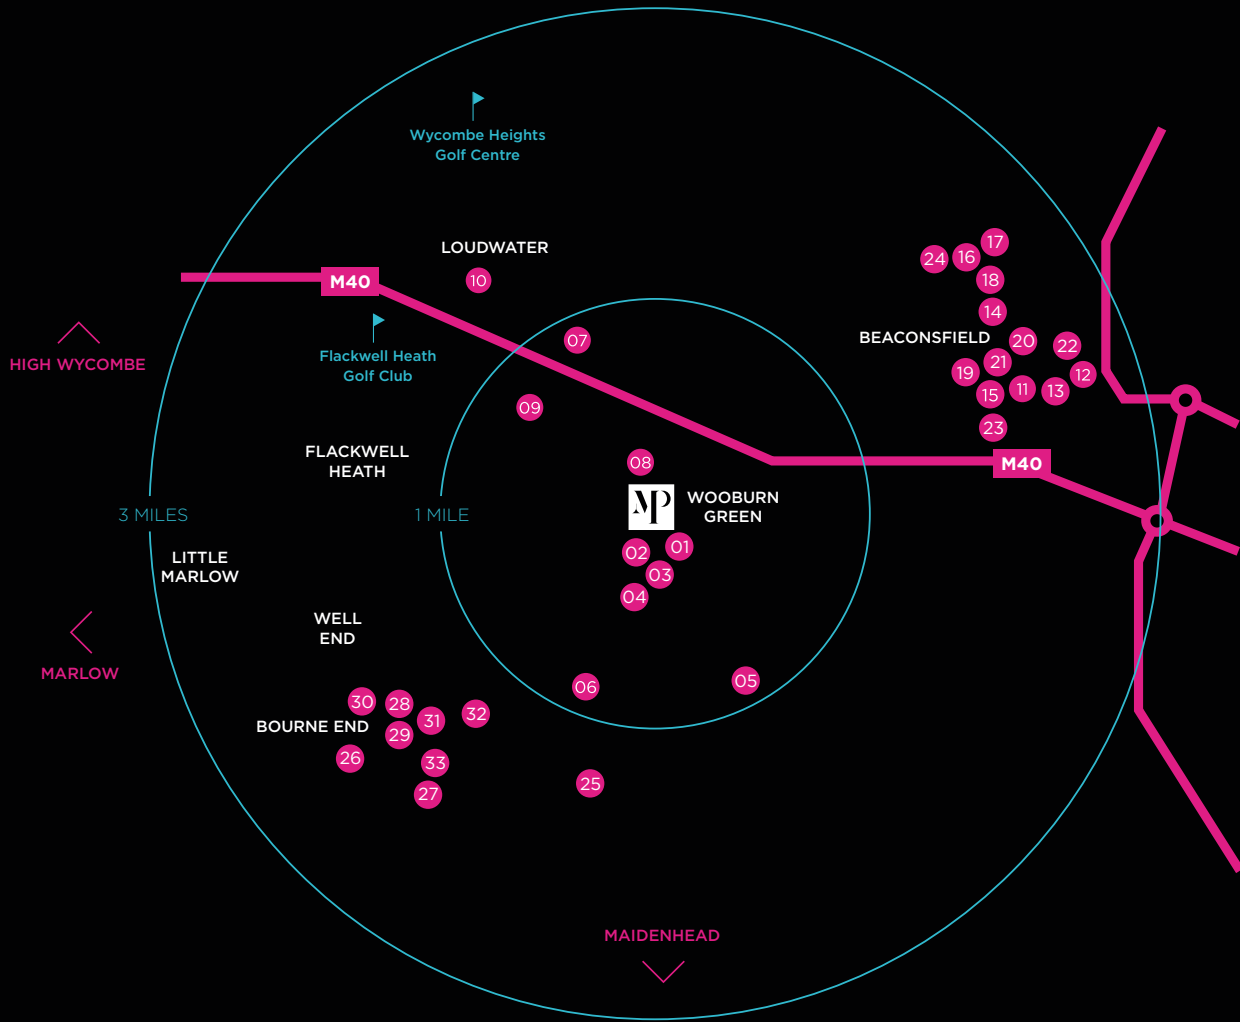 Wycombe Heights
Golf Centre
17
24
16
LOUDWATER
18
10
M40
14
BEACONSFIELD
07
20
22
Flackwell Heath
Golf Club
HIGH WYCOMBE
21
19
12
15
11
13
09
23
FLACKWELL
HEATH
08
M40
MP
WOOBURN
GREEN
3 MILES
1 MILE
LITTLE
MARLOW
02
01
03
04
WELL
END
MARLOW
05
06
30
28
32
31
BOURNE END
29
26
33
27
25
MAIDENHEAD